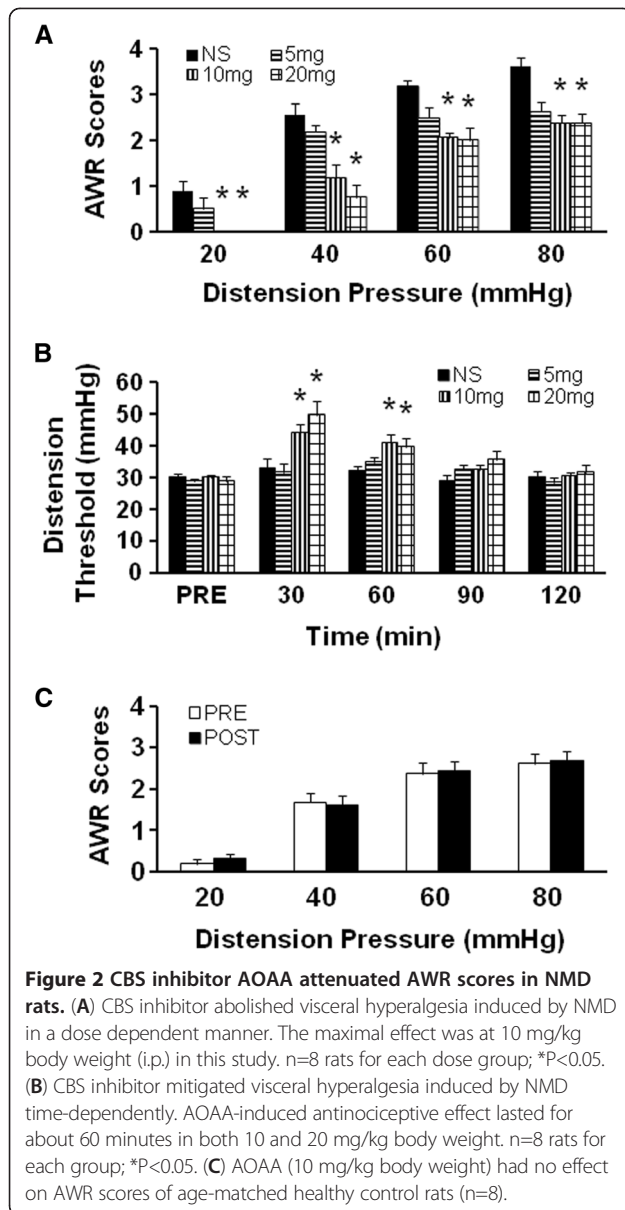 A
NS 5mg
10mg 20mg
AWR Scores
4
3
2
1
0
* *
*
*
* *
* *
20 40 60 80
Distension Pressure (mmHg)
B
NS 5mg
10mg 20mg
Distension
Threshold (mmHg)
60
50
40
30
20
10
0
*
*
* *
PRE 30 60 90 120
Time (min)
C
PRE
POST
AWR Scores
4
3
2
1
0
20 40 60 80
Distension Pressure (mmHg)
Figure 2 CBS inhibitor AOAA attenuated AWR scores in NMD
rats. (A) CBS inhibitor abolished visceral hyperalgesia induced by NMD
in a dose dependent manner. The maximal effect was at 10 mg/kg
body weight (i.p.) in this study. n=8 rats for each dose group; *P<0.05.
(B) CBS inhibitor mitigated visceral hyperalgesia induced by NMD
time-dependently. AOAA-induced antinociceptive effect lasted for
about 60 minutes in both 10 and 20 mg/kg body weight. n=8 rats for
each group; *P<0.05. (C) AOAA (10 mg/kg body weight) had no effect
on AWR scores of age-matched healthy control rats (n=8).